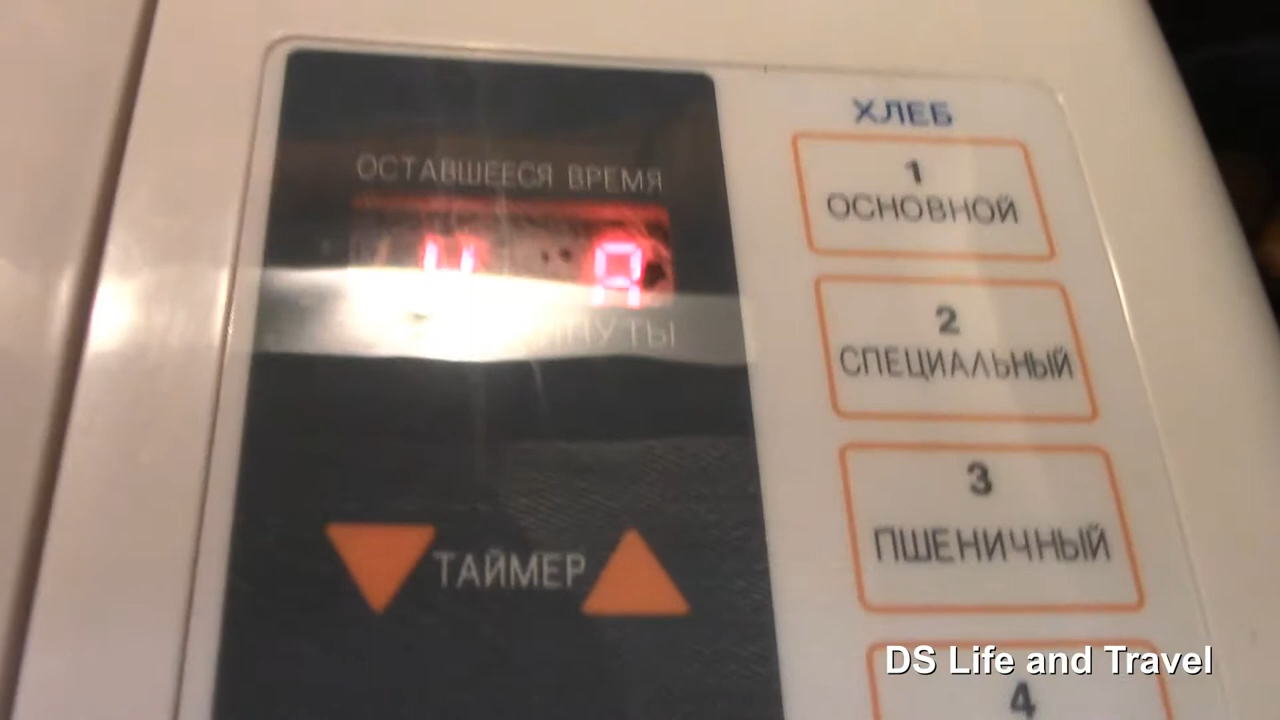 ОСТАВШЕЕСЯ ВРЕМЯ
ТАЙМЕР
ХЛЕБ
1
ОСНОВНОЙ
2
СПЕЦИАЛЬНЫЙ
3
ПШЕНИЧНЫЙ
4
DS Life and Travel